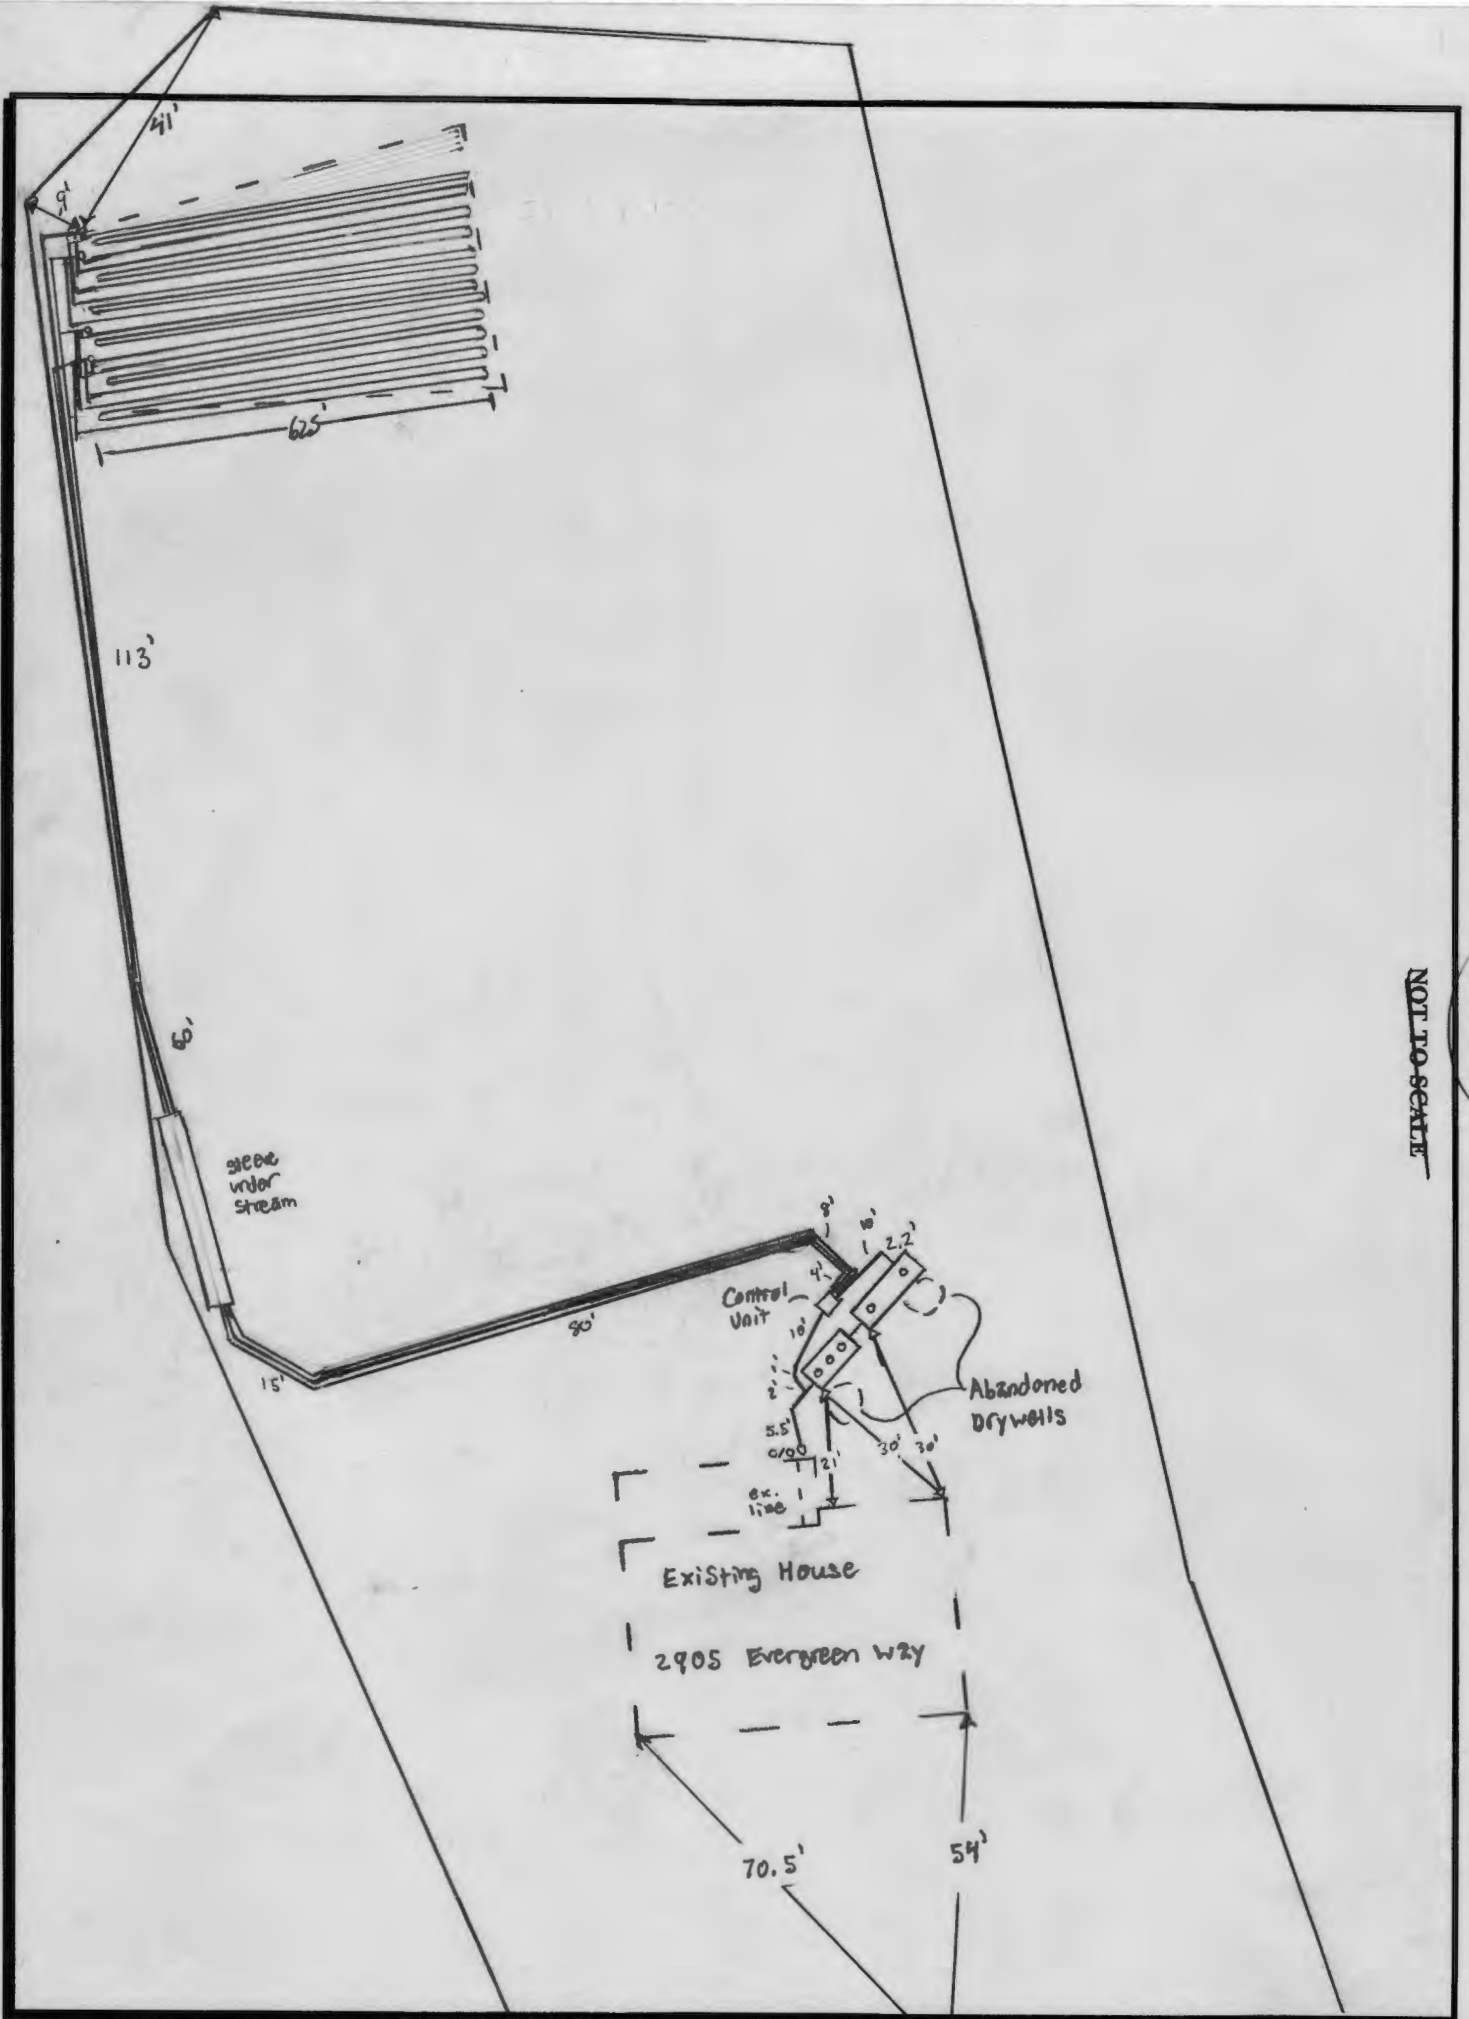 41'
9'
625'
113'
60'
NOT TO SCALE
sleeve
under
stream
8'
10'
2.2'
4'
Control
Unit
10'
80'
15'
1'
2'
Abandoned
Drywells
5.5'
30'
30'
c/o
21'
ex.
line
Existing House
2905 Evergreen Way
70.5'
54'